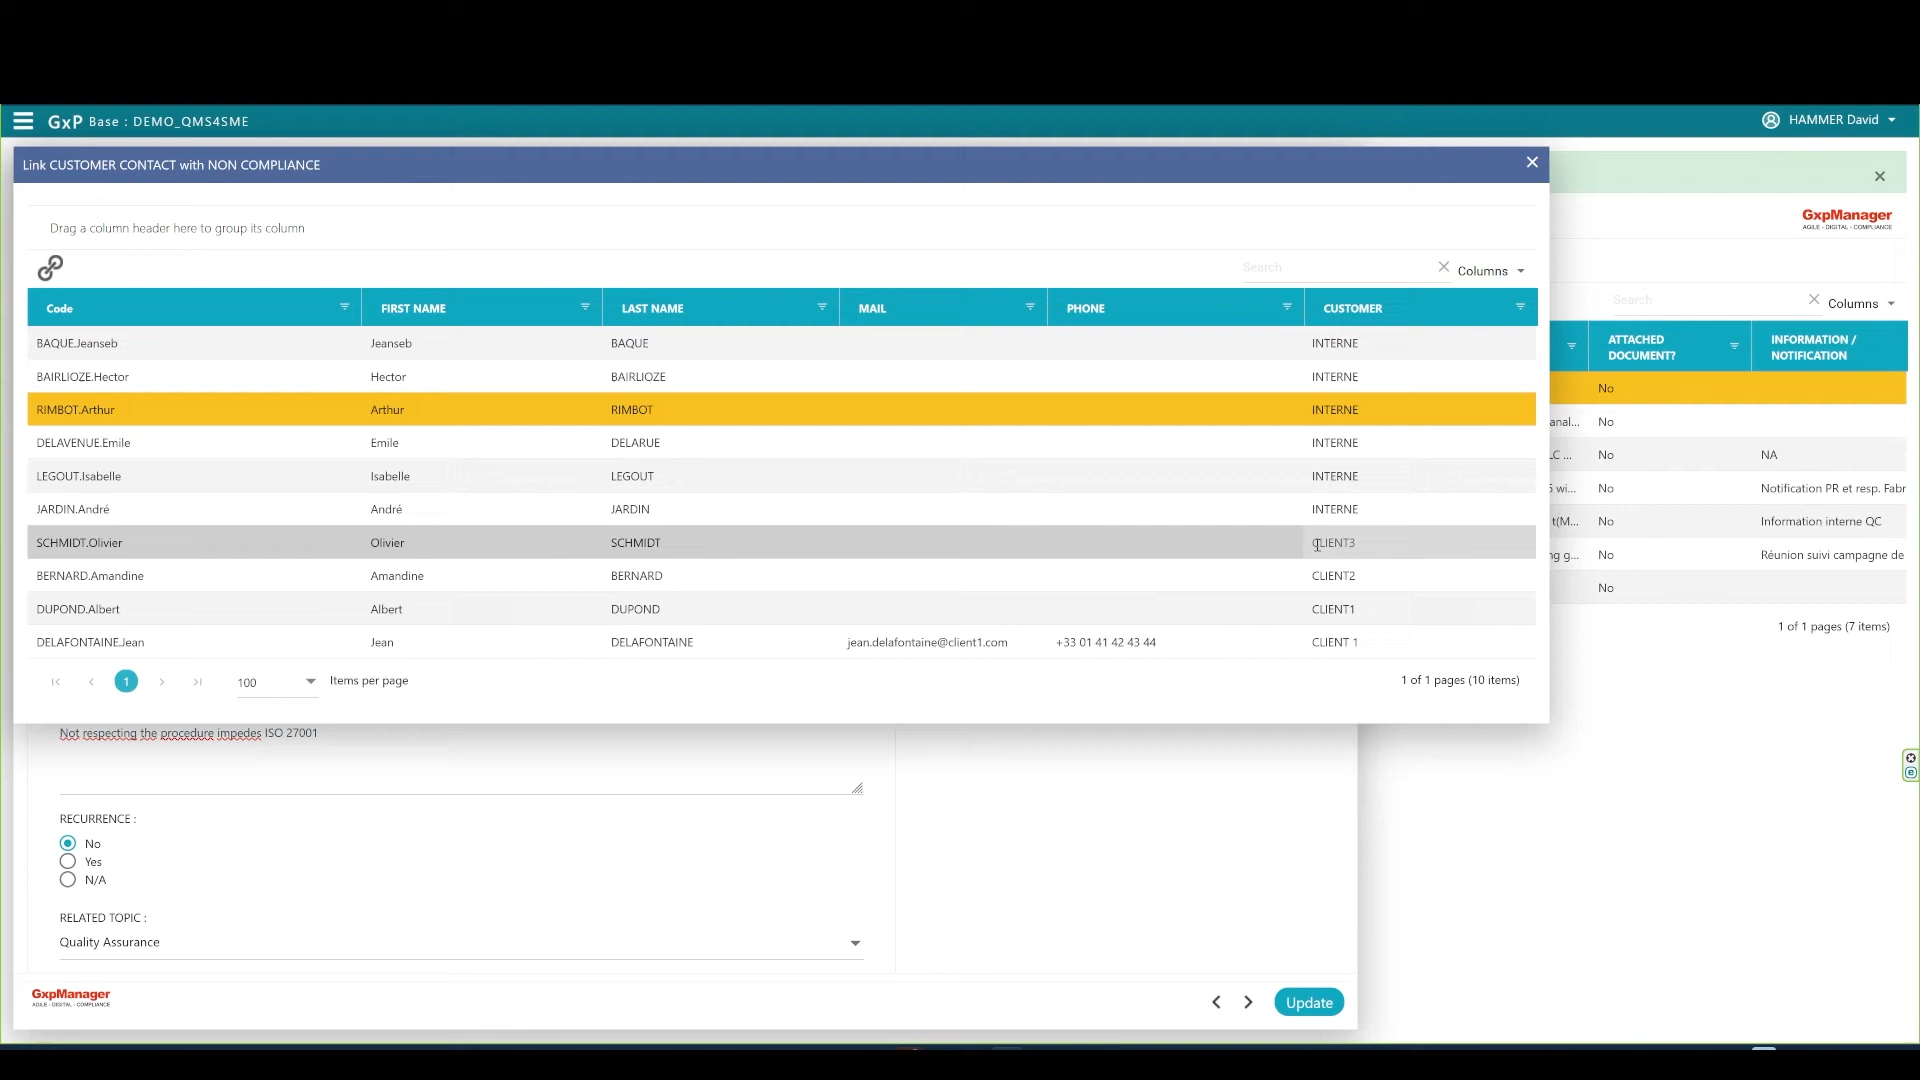 GxP Base : DEMO_QMS4SME
HAMMER David
Link CUSTOMER CONTACT with NON COMPLIANCE
GxpManager
AGILE - DIGITAL - COMPLIANCE
Drag a column header here to group its column
Search
Columns
Search
Columns
Code FIRST NAME LAST NAME MAIL PHONE CUSTOMER
ATTACHED DOCUMENT? INFORMATION / NOTIFICATION
BAQUE.Jeanseb Jeanseb BAQUE INTERNE
BAIRLIOZE.Hector Hector BAIRLIOZE INTERNE
No
RIMBOT.Arthur Arthur RIMBOT INTERNE
anal... No
DELAVENUE.Emile Emile DELARUE INTERNE
LC ... No NA
LEGOUT.Isabelle Isabelle LEGOUT INTERNE
wi... No Notification PR et resp. Fabr
JARDIN.André André JARDIN INTERNE
t(M... No Information interne QC
SCHMIDT.Olivier Olivier SCHMIDT CLIENT3
ng g... No Réunion suivi campagne de
BERNARD.Amandine Amandine BERNARD CLIENT2
No
DUPOND.Albert Albert DUPOND CLIENT1
1 of 1 pages (7 items)
DELAFONTAINE.Jean Jean DELAFONTAINE jean.delafontaine@client1.com +33 01 41 42 43 44 CLIENT 1
1 100 Items per page 1 of 1 pages (10 items)
Not respecting the procedure impedes ISO 27001
RECURRENCE :
No
Yes
N/A
RELATED TOPIC :
Quality Assurance
GxpManager
AGILE - DIGITAL - COMPLIANCE
Update